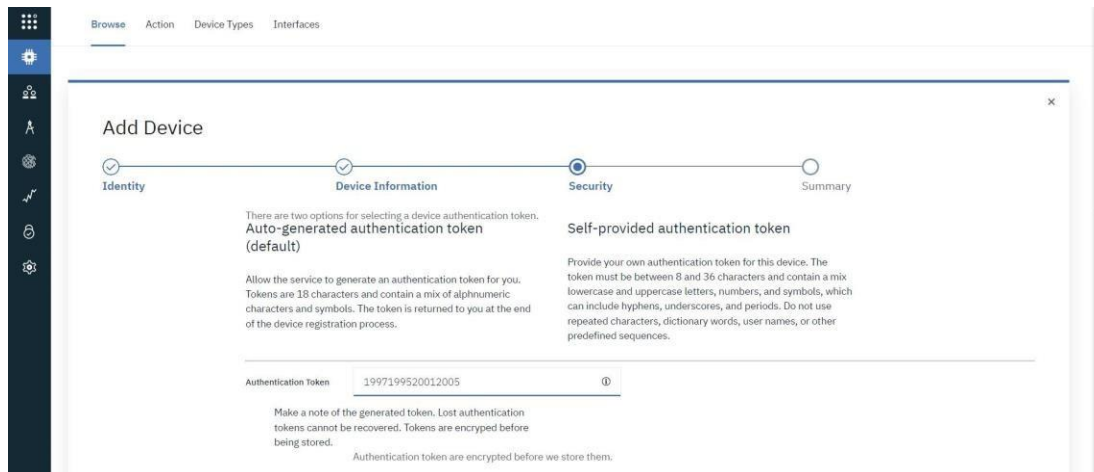 Browse Action Device Types Interfaces
Add Device
Identity Device Information Security Summary
There are two options for selecting a device authentication token.
Auto-generated authentication token
(default)
Allow the service to generate an authentication token for you.
Tokens are 18 characters and contain a mix of alphnumeric
characters and symbols. The token is returned to you at the end
of the device registration process.
Self-provided authentication token
Provide your own authentication token for this device. The
token must be between 8 and 36 characters and contain a mix
lowercase and uppercase letters, numbers, and symbols, which
can include hyphens, underscores, and periods. Do not use
repeated characters, dictionary words, user names, or other
predefined sequences.
Authentication Token 1997199520012005
Make a note of the generated token. Lost authentication
tokens cannot be recovered. Tokens are encryped before
being stored.
Authentication token are encrypted before we store them.